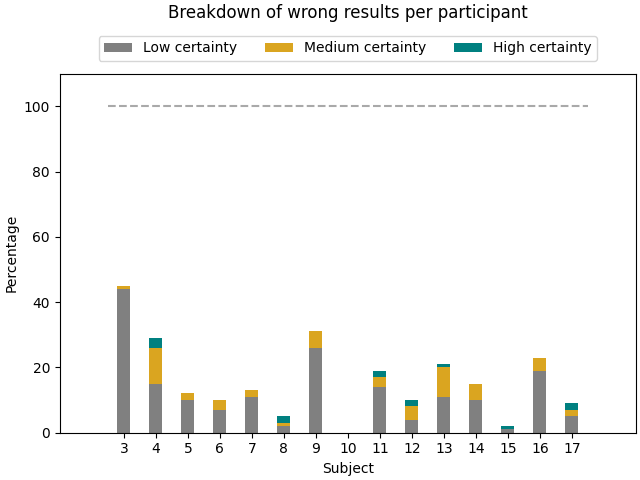 Breakdown of wrong results per participant
Low certainty Medium certainty High certainty
100
80
60
40
20
0
Percentage
3 4 5 6 7 8 9 10 11 12 13 14 15 16 17
Subject